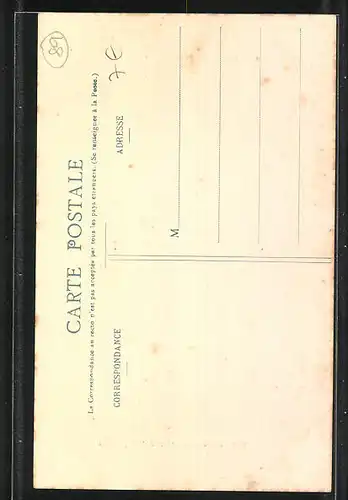 89
7€
CARTE POSTALE
La Correspondance au recto n'est pas acceptée par tous les pays étrangers. (Se renseigner à la Poste.)
CORRESPONDANCE
ADRESSE
M